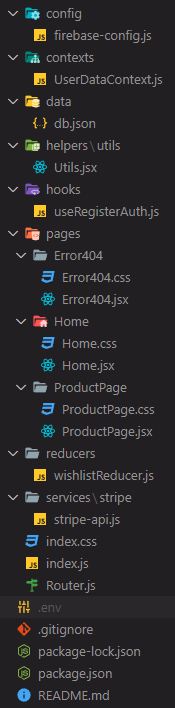 config
firebase-config.js
contexts
UserDataContext.js
data
db.json
helpers\utils
Utils.jsx
hooks
useRegisterAuth.js
pages
Error404
Error404.css
Error404.jsx
Home
Home.css
Home.jsx
ProductPage
ProductPage.css
ProductPage.jsx
reducers
wishlistReducer.js
services\stripe
stripe-api.js
index.css
index.js
Router.js
.env
.gitignore
package-lock.json
package.json
README.md